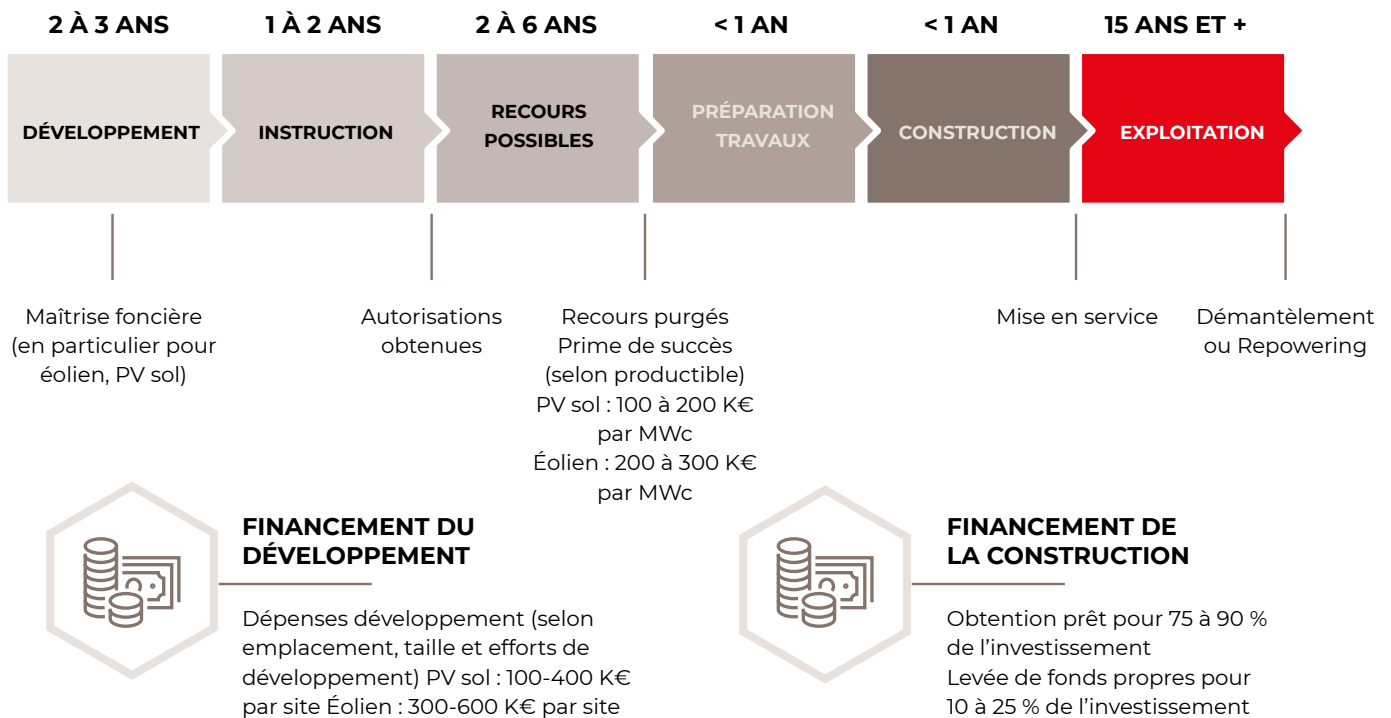 2 À 3 ANS
1 À 2 ANS
2 À 6 ANS
< 1 AN
< 1 AN
15 ANS ET +
DÉVELOPPEMENT
INSTRUCTION
RECOURS
POSSIBLES
PRÉPARATION
TRAVAUX
CONSTRUCTION
EXPLOITATION
Maîtrise foncière
(en particulier pour
éolien, PV sol)
Autorisations
obtenues
Recours purgés
Prime de succès
(selon productible)
PV sol : 100 à 200 K€
par MWc
Éolien : 200 à 300 K€
par MWc
Mise en service
Démantèlement
ou Repowering
FINANCEMENT DU
DÉVELOPPEMENT
Dépenses développement (selon
emplacement, taille et efforts de
développement) PV sol : 100-400 K€
par site Éolien : 300-600 K€ par site
FINANCEMENT DE
LA CONSTRUCTION
Obtention prêt pour 75 à 90 %
de l’investissement
Levée de fonds propres pour
10 à 25 % de l’investissement